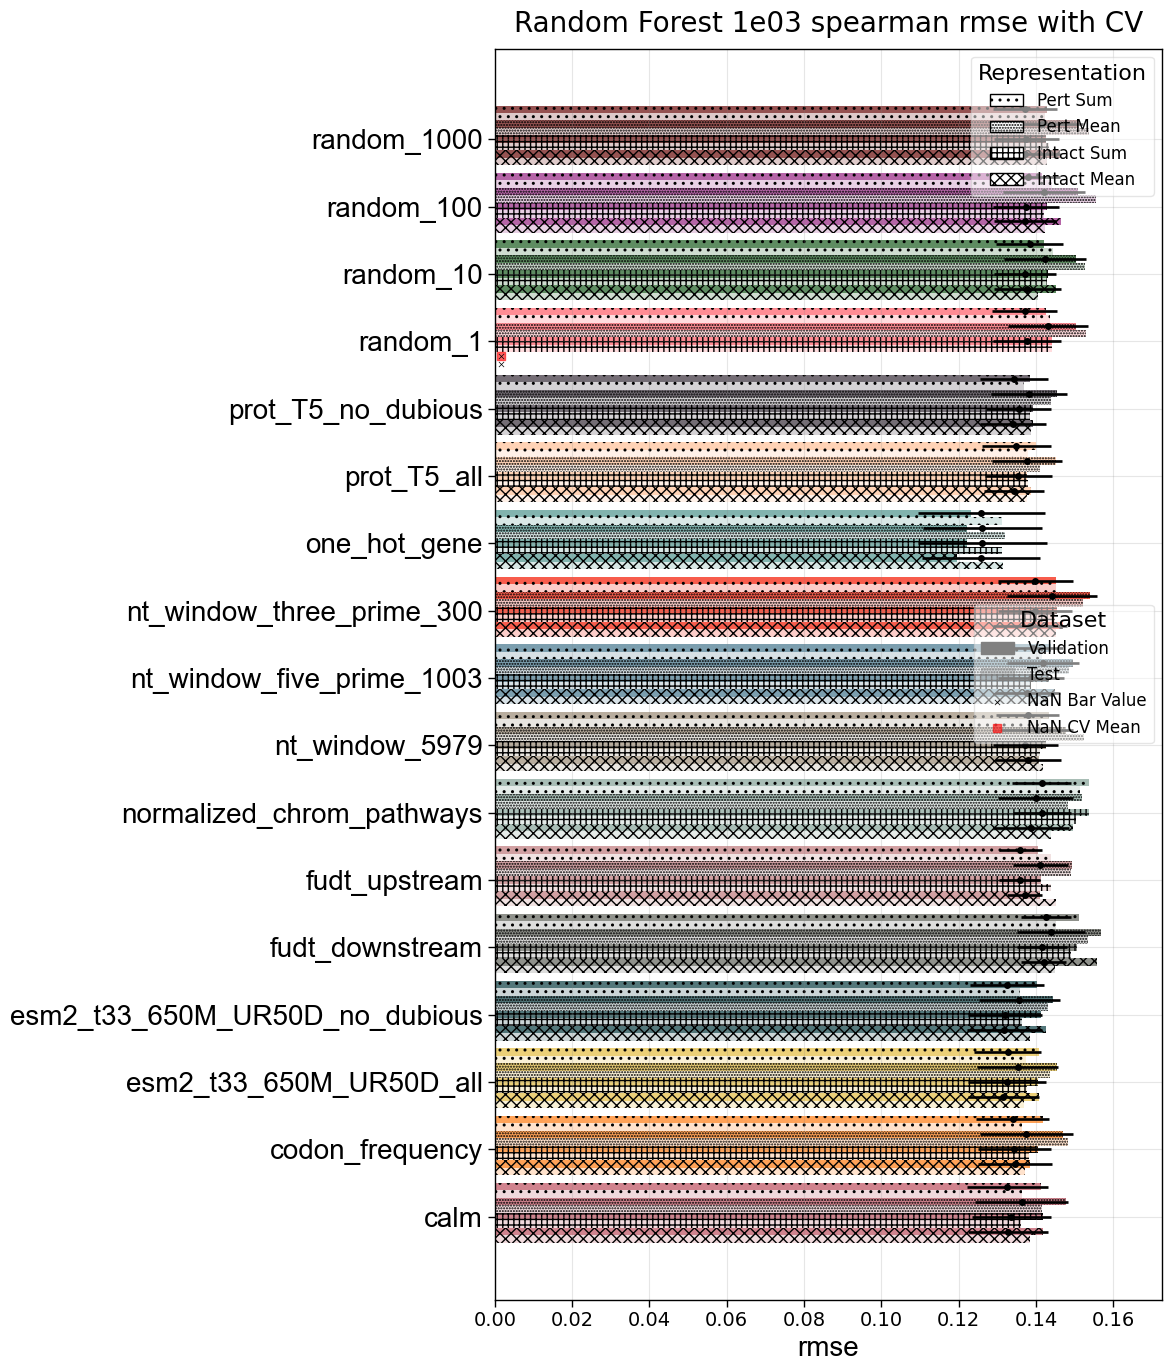 Random Forest 1e03 spearman rmse with CV
Representation
Pert Sum
Pert Mean
Intact Sum
Intact Mean
random_1000
random_100
random_10
random_1
prot_T5_no_dubious
prot_T5_all
one_hot_gene
nt_window_three_prime_300
nt_window_five_prime_1003
nt_window_5979
normalized_chrom_pathways
fudt_upstream
fudt_downstream
esm2_t33_650M_UR50D_no_dubious
esm2_t33_650M_UR50D_all
codon_frequency
calm
Dataset
Validation
Test
NaN Bar Value
NaN CV Mean
0.00 0.02 0.04 0.06 0.08 0.10 0.12 0.14 0.16
rmse